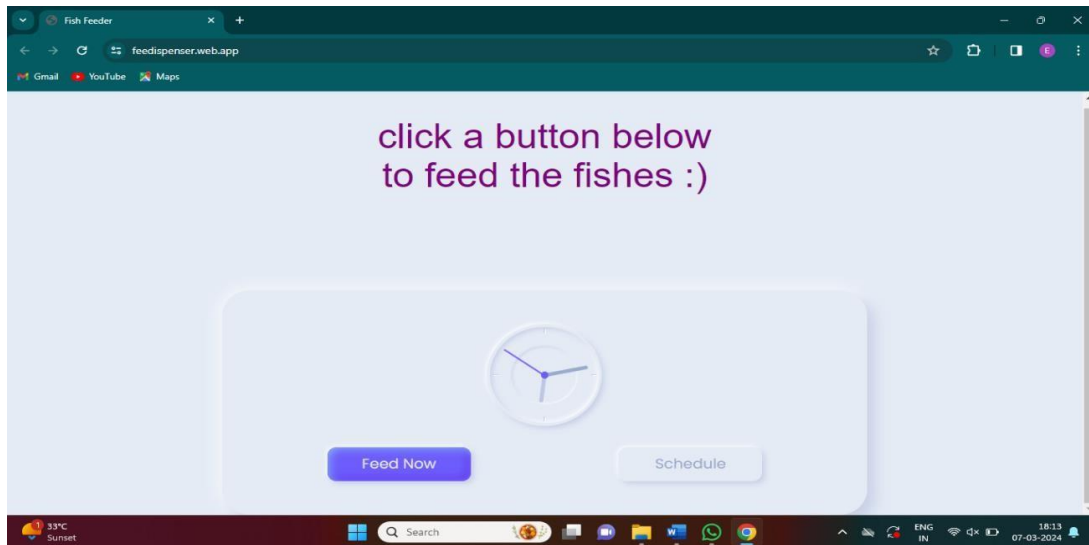 Fish Feeder
feedispenser.web.app
E
Gmail YouTube Maps
click a button below
to feed the fishes :)
Feed Now Schedule
1
33°C
Sunset
Search
ENG
IN
18:13
07-03-2024